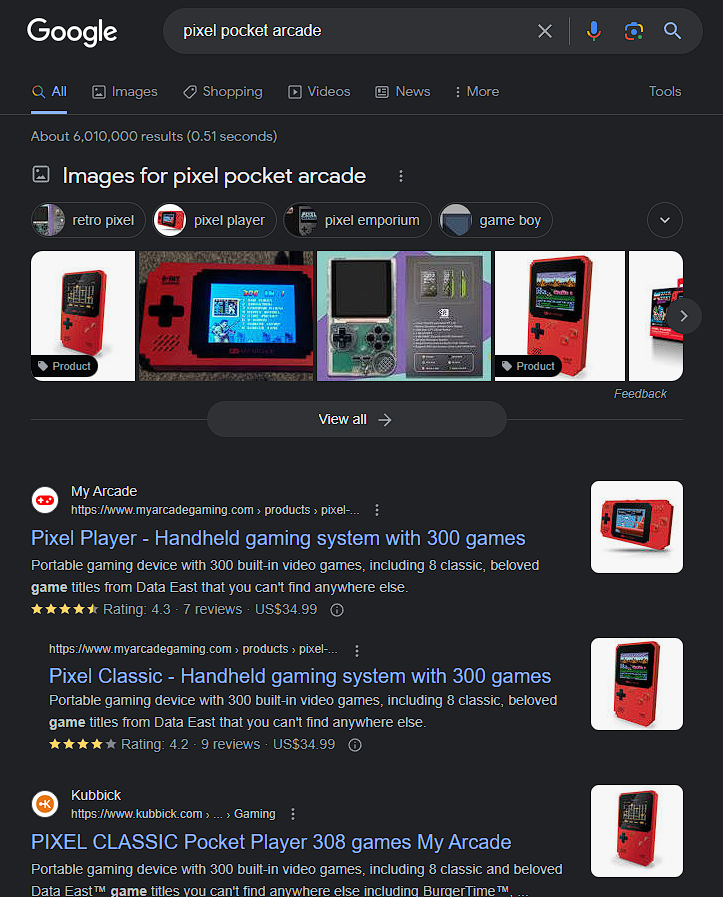 Google
pixel pocket arcade
All
Images
Shopping
Videos
News
More
Tools
About 6,010,000 results (0.51 seconds)
Images for pixel pocket arcade
retro pixel
pixel player
pixel emporium
game boy
Product
Product
Feedback
View all
My Arcade
https://www.myarcadegaming.com › products › pixel-...
Pixel Player - Handheld gaming system with 300 games
Portable gaming device with 300 built-in video games, including 8 classic, beloved
game titles from Data East that you can't find anywhere else.
Rating: 4.3 · 7 reviews · US$34.99
https://www.myarcadegaming.com › products › pixel-...
Pixel Classic - Handheld gaming system with 300 games
Portable gaming device with 300 built-in video games, including 8 classic, beloved
game titles from Data East that you can't find anywhere else.
Rating: 4.2 · 9 reviews · US$34.99
Kubbick
https://www.kubbick.com › ... › Gaming
PIXEL CLASSIC Pocket Player 308 games My Arcade
Portable gaming device with 300 built-in video games, including 8 classic and beloved
Data East™ game titles you can't find anywhere else including BurgerTime™, ...